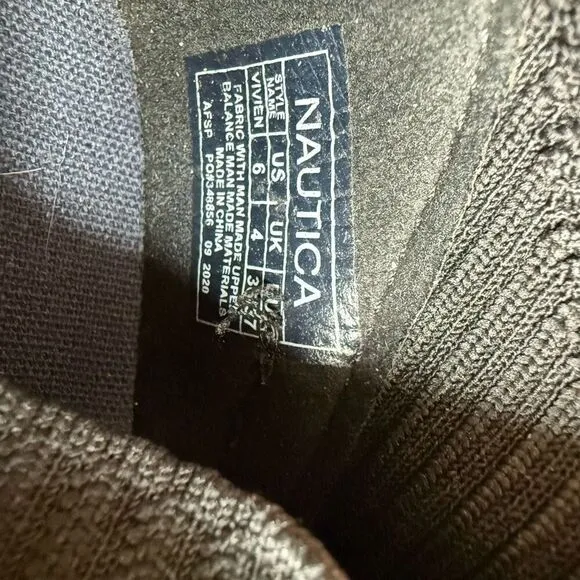 NAUTICA
STYLE NAME US UK EU
VIVIEN 6 4
FABRIC WITH MAN MADE UPPER
BALANCE MAN MADE MATERIALS
MADE IN CHINA
AFSP PO#348856 09 2020